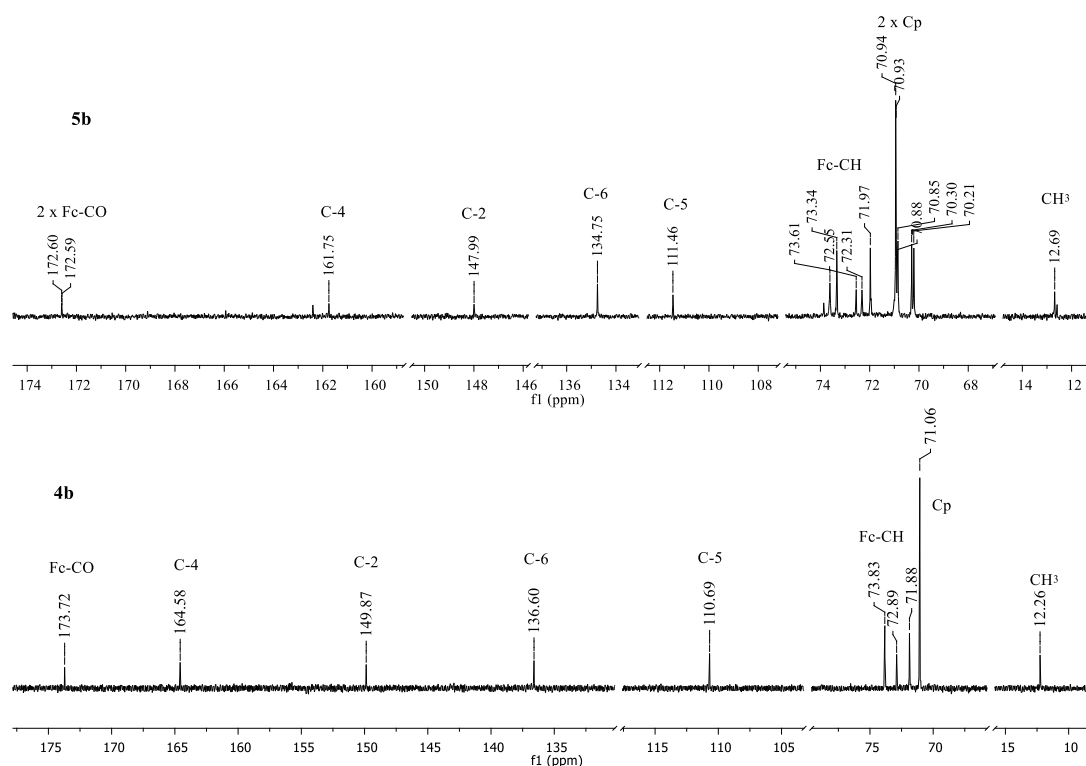 2 x Cp
70.94
70.93
5b
Fc-CH
C-6
2 x Fc-CO
C-4
C-2
C-5
CH3
172.60
172.59
161.75
147.99
134.75
111.46
73.61
73.34
72.55
72.31
71.97
0.88
70.85
70.30
70.21
12.69
174 172 170 168 166 164 162 160 150 148 146 136 134 112 110 108 74 72 70 68 14 12
f1 (ppm)
71.06
4b
Cp
Fc-CO
C-4
C-2
C-6
C-5
Fc-CH
CH3
173.72
164.58
149.87
136.60
110.69
73.83
72.89
71.88
12.26
175 170 165 160 155 150 145 140 135 115 110 105 75 70 15 10
f1 (ppm)